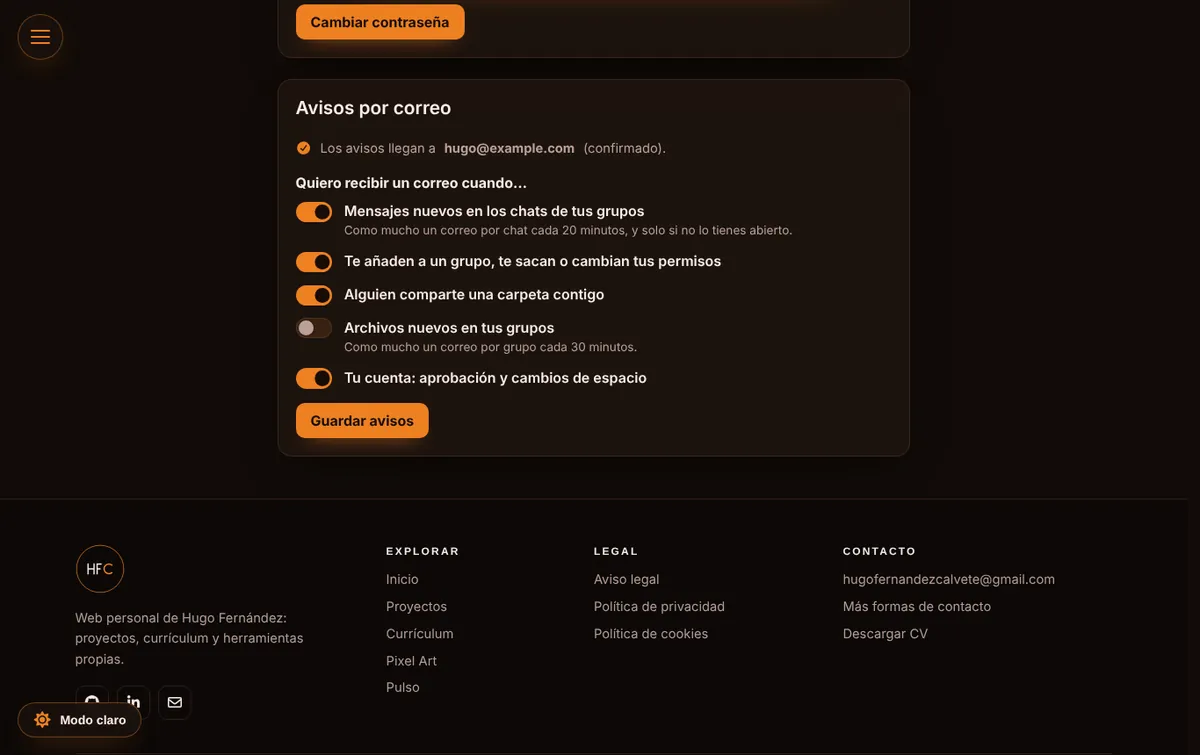 Cambiar contraseña
Avisos por correo
Los avisos llegan a hugo@example.com (confirmado).
Quiero recibir un correo cuando...
Mensajes nuevos en los chats de tus grupos
Como mucho un correo por chat cada 20 minutos, y solo si no lo tienes abierto.
Te añaden a un grupo, te sacan o cambian tus permisos
Alguien comparte una carpeta contigo
Archivos nuevos en tus grupos
Como mucho un correo por grupo cada 30 minutos.
Tu cuenta: aprobación y cambios de espacio
Guardar avisos
HFC
Web personal de Hugo Fernández:
proyectos, currículum y herramientas
propias.
in
Modo claro
EXPLORAR
Inicio
Proyectos
Currículum
Pixel Art
Pulso
LEGAL
Aviso legal
Política de privacidad
Política de cookies
CONTACTO
hugofernandezcalvete@gmail.com
Más formas de contacto
Descargar CV